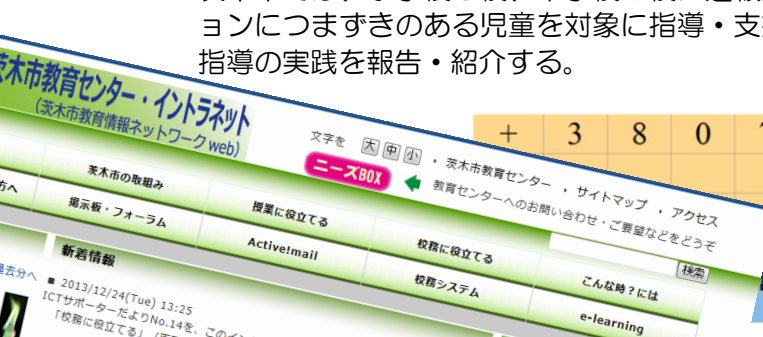 ョンにつまずきのある児童を対象に指導・支
指導の実践を報告・紹介する。
木市教育センター・イントラネット
(茨木市教育情報ネットワークweb)
文字を 大 中 小
茨木市教育センター サイトマップ アクセス
ニーズBOX
教育センターへのお問い合わせ・ご要望などをどうぞ
検索
+ 3 8 0
茨木市の取組み
授業に役立てる
校務に役立てる
こんな時?には
方へ
掲示板・フォーラム
Active!mail
校務システム
e-learning
新着情報
過去分へ
■ 2013/12/24(Tue) 13:25
ICTサポーターだよりNo.14を、このイン
「校務に役立てる」